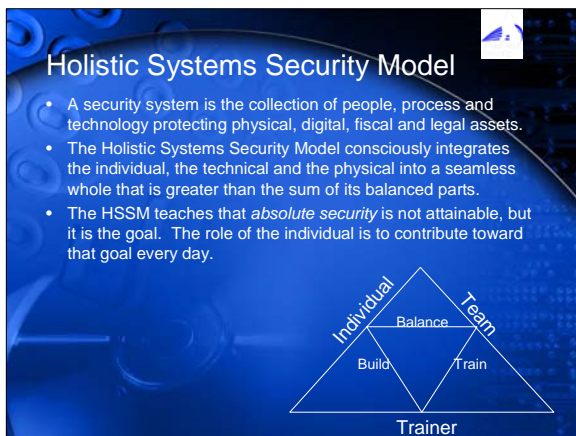 Holistic Systems Security Model
• A security system is the collection of people, process and
technology protecting physical, digital, fiscal and legal assets.
• The Holistic Systems Security Model consciously integrates
the individual, the technical and the physical into a seamless
whole that is greater than the sum of its balanced parts.
• The HSSM teaches that absolute security is not attainable, but
it is the goal.  The role of the individual is to contribute toward
that goal every day.
Individual
Team
Balance
Build
Train
Trainer